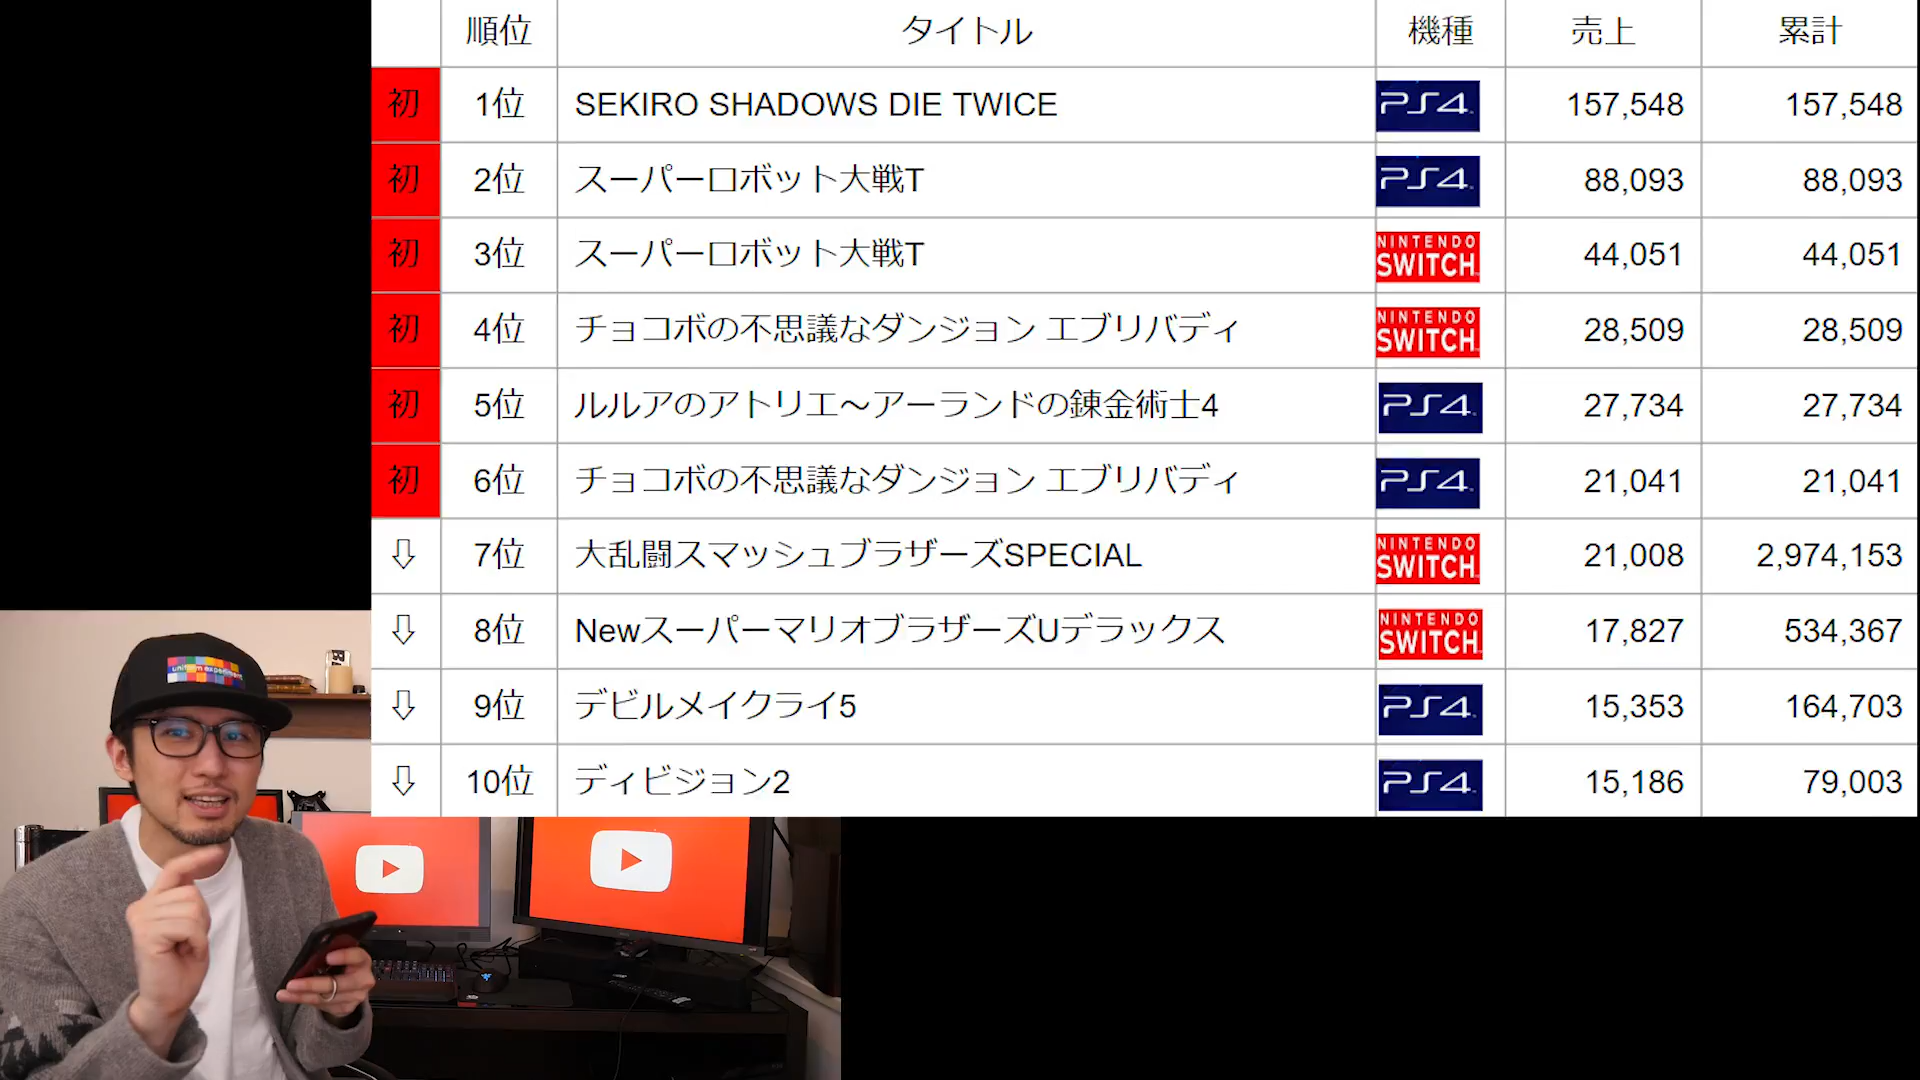 順位 タイトル 機種 売上 累計
初 1位 SEKIRO SHADOWS DIE TWICE PS4 157,548 157,548
初 2位 スーパーロボット大戦T PS4 88,093 88,093
初 3位 スーパーロボット大戦T NINTENDO SWITCH 44,051 44,051
初 4位 チョコボの不思議なダンジョン エブリバディ NINTENDO SWITCH 28,509 28,509
初 5位 ルルアのアトリエ～アーランドの錬金術士4 PS4 27,734 27,734
初 6位 チョコボの不思議なダンジョン エブリバディ PS4 21,041 21,041
⇩ 7位 大乱闘スマッシュブラザーズSPECIAL NINTENDO SWITCH 21,008 2,974,153
⇩ 8位 NewスーパーマリオブラザーズUデラックス NINTENDO SWITCH 17,827 534,367
⇩ 9位 デビルメイクライ5 PS4 15,353 164,703
⇩ 10位 ディビジョン2 PS4 15,186 79,003
uniform experiment